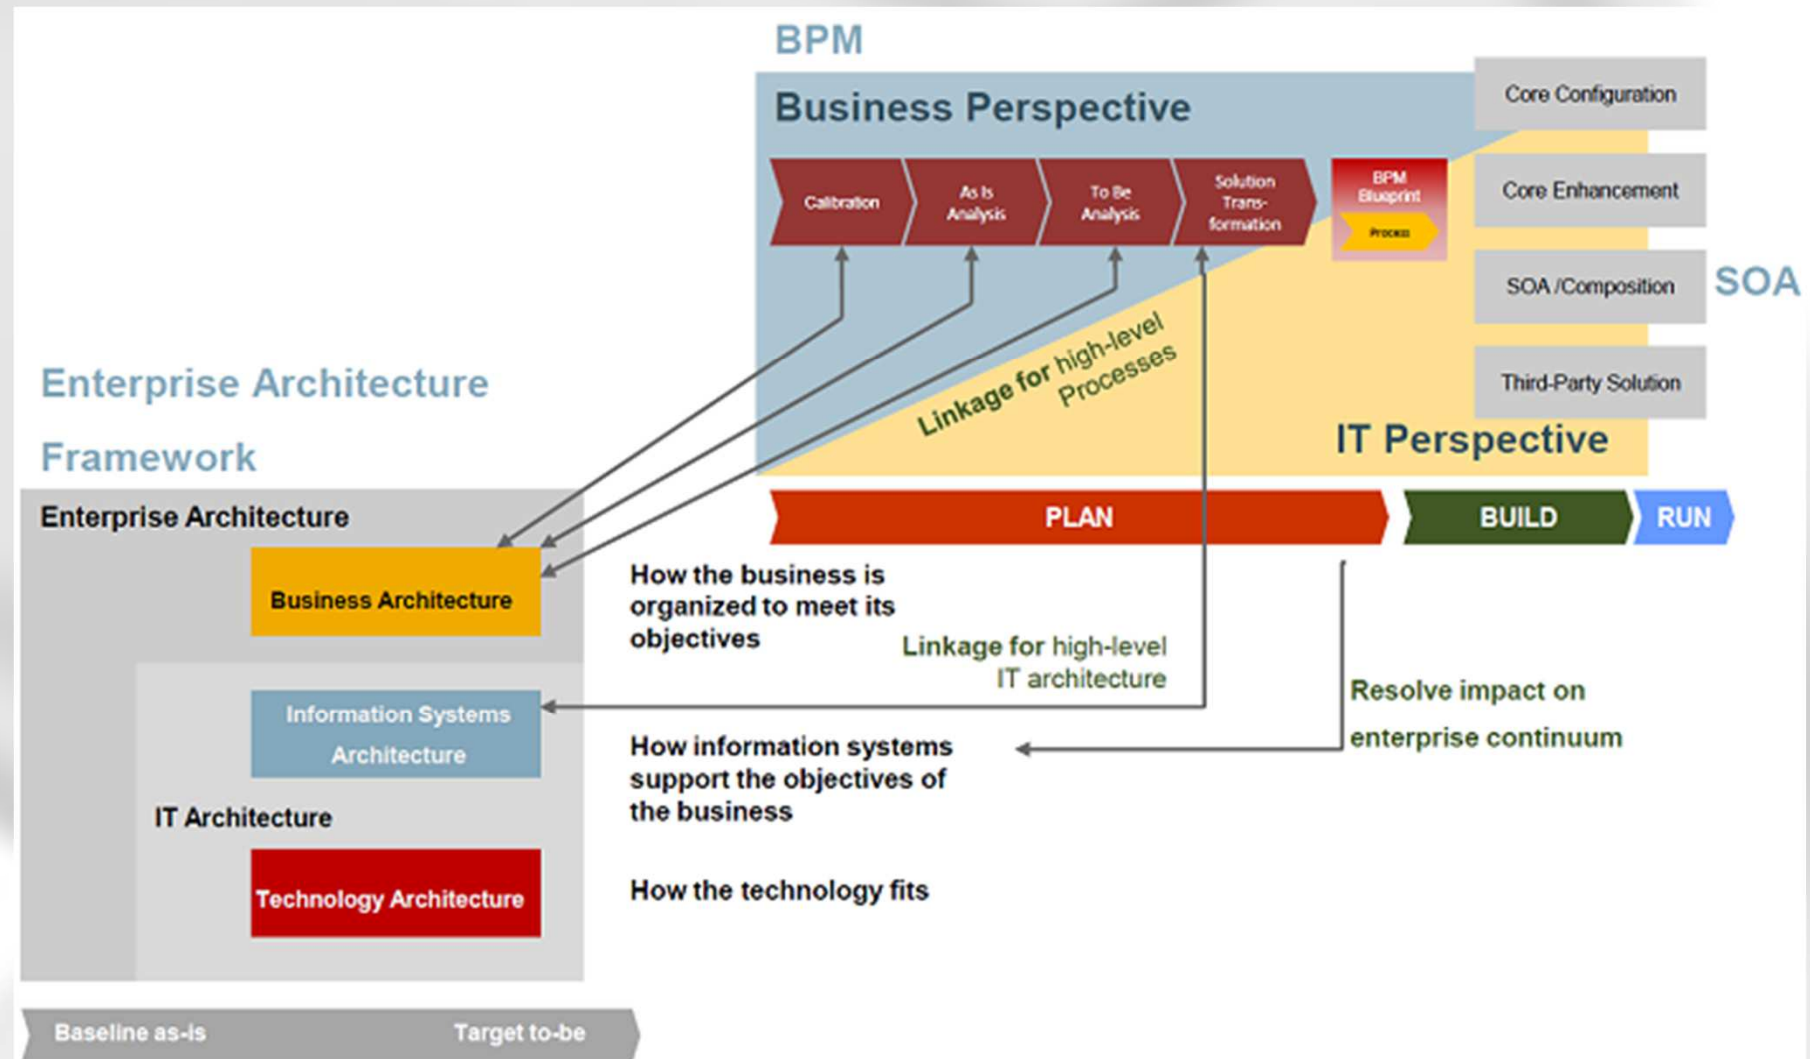 BPM
Business Perspective
Calibration
As Is
Analysis
To Be
Analysis
Solution
Trans-
formation
BPM
Blueprint
Process
Core Configuration
Core Enhancement
SOA /Composition
SOA
Third-Party Solution
Linkage for high-level
Processes
IT Perspective
PLAN
BUILD
RUN
Enterprise Architecture
Framework
Enterprise Architecture
Business Architecture
How the business is
organized to meet its
objectives
Linkage for high-level
IT architecture
Information Systems
Architecture
How information systems
support the objectives of
the business
Resolve impact on
enterprise continuum
IT Architecture
Technology Architecture
How the technology fits
Baseline as-is
Target to-be